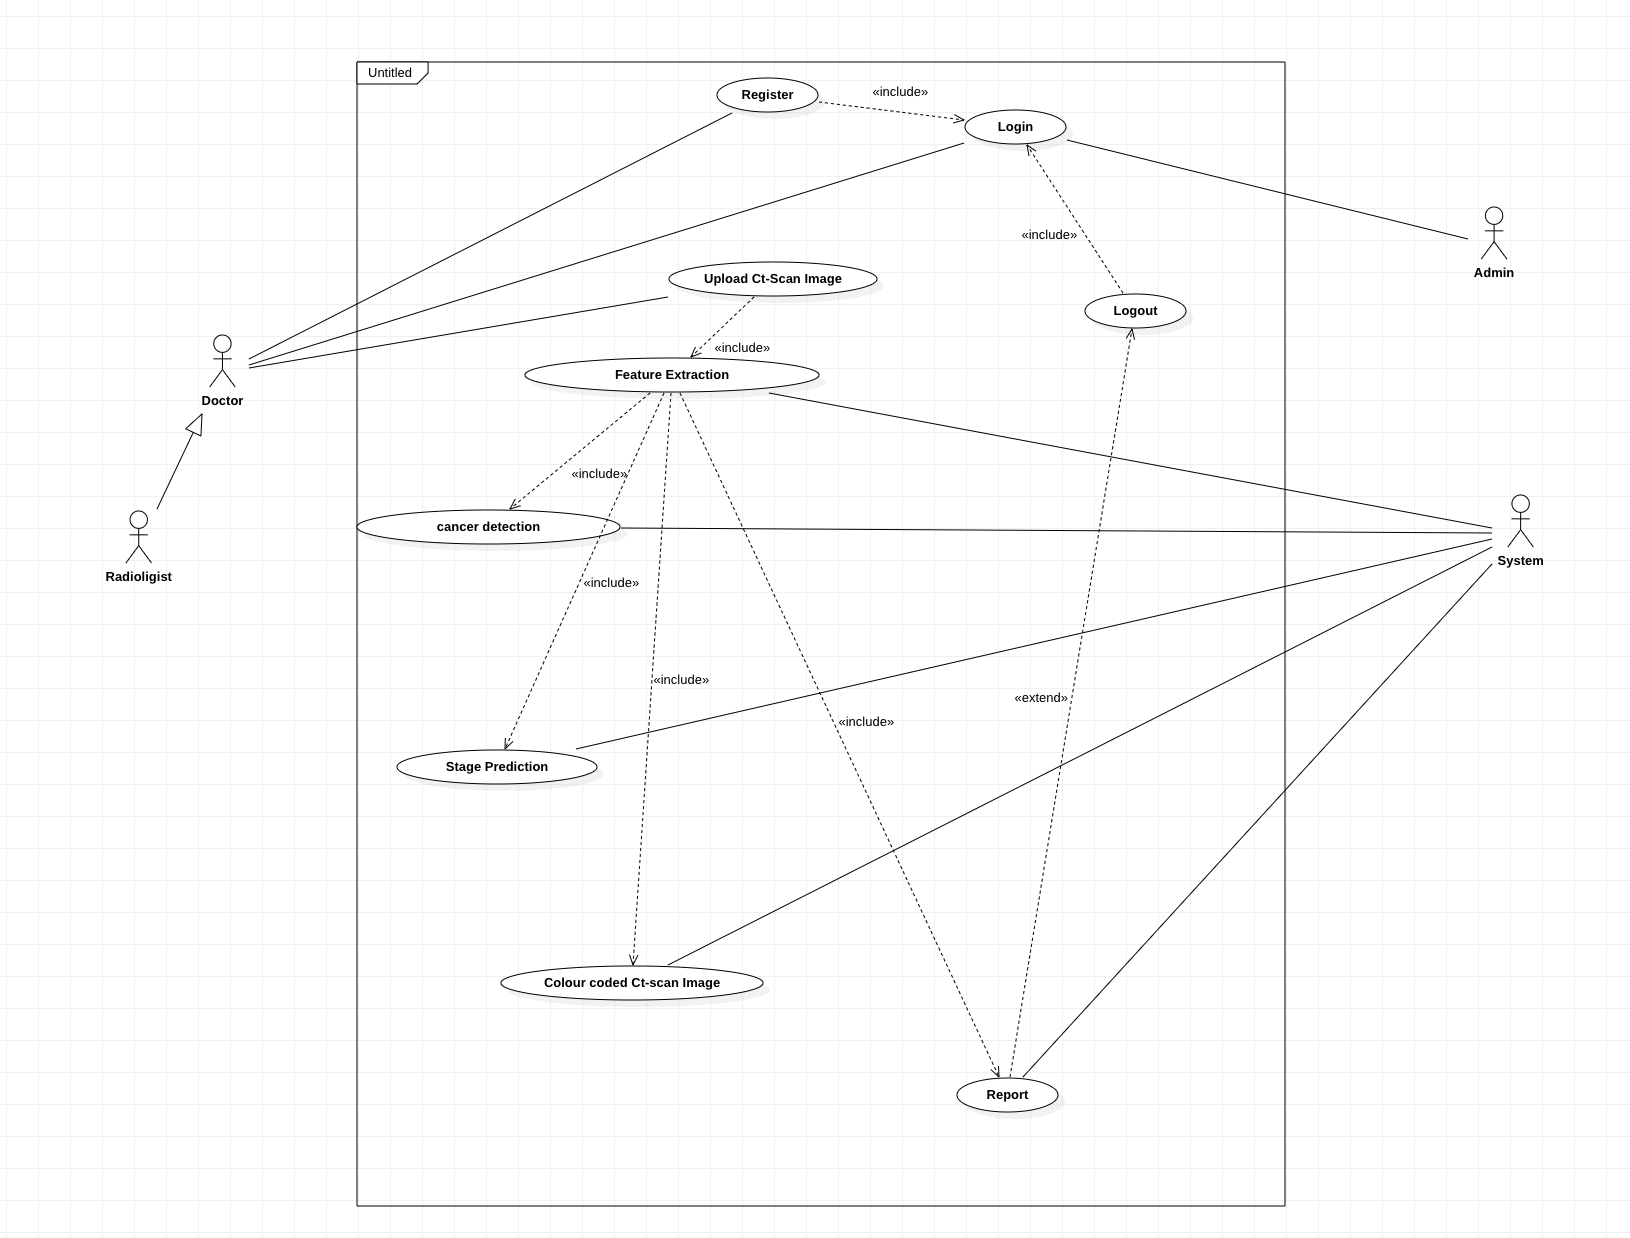 Untitled
Register
«include»
Login
«include»
Admin
Upload Ct-Scan Image
Logout
«include»
Feature Extraction
Doctor
«include»
cancer detection
System
Radioligist
«include»
«include»
«extend»
«include»
Stage Prediction
Colour coded Ct-scan Image
Report